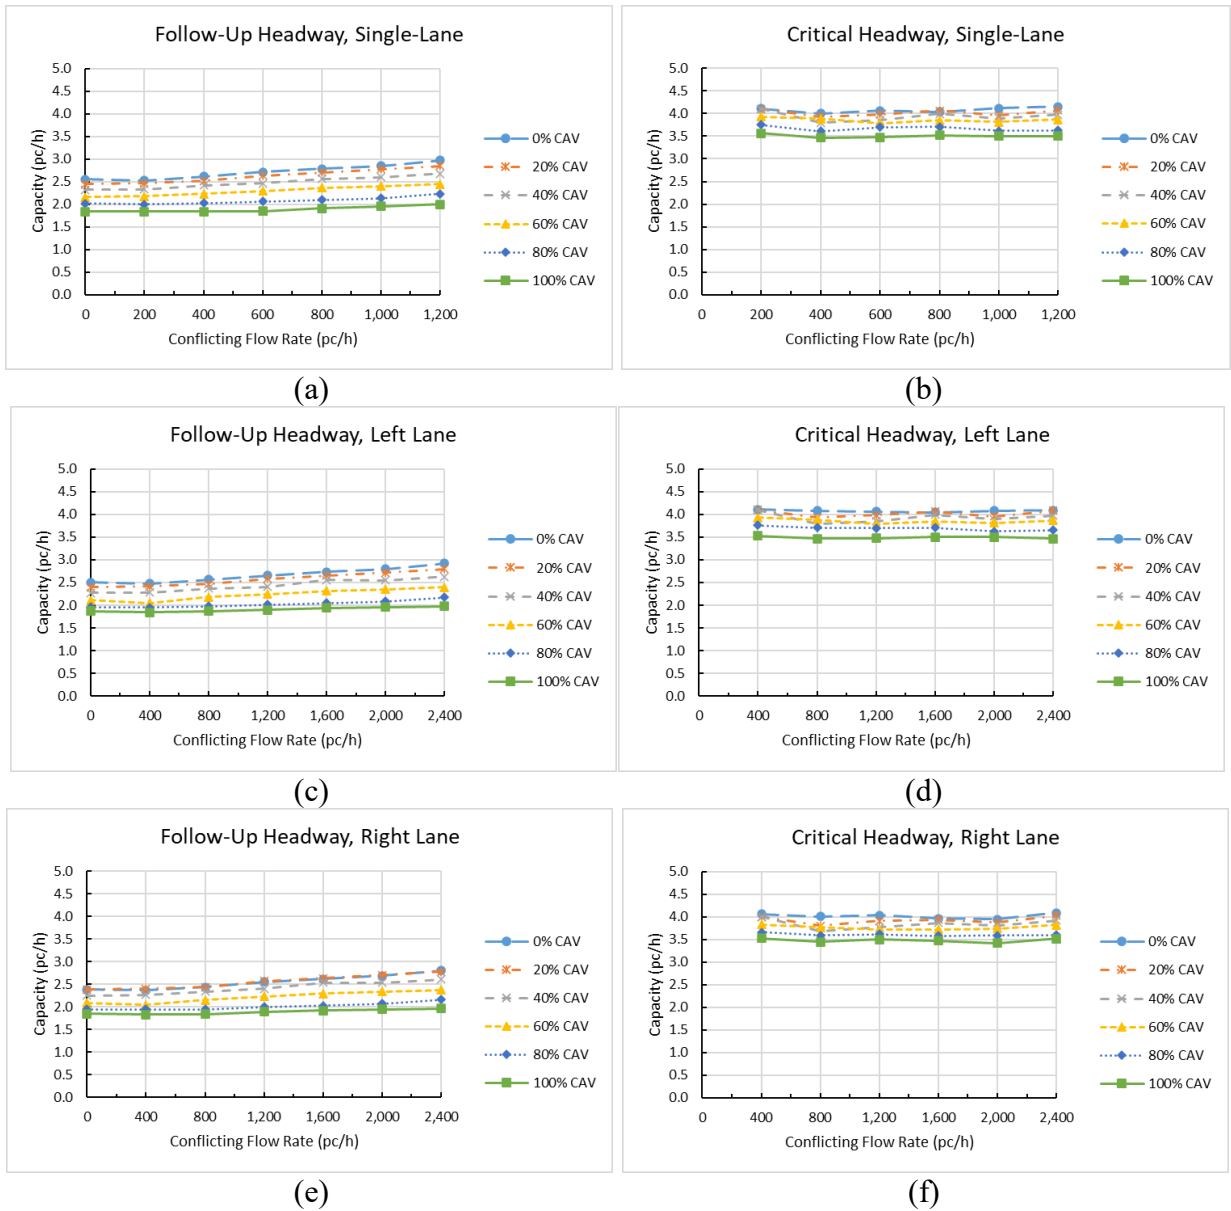 Follow-Up Headway, Single-Lane
Capacity (pc/h)
5.0
4.5
4.0
3.5
3.0
2.5
2.0
1.5
1.0
0.5
0.0
0 200 400 600 800 1,000 1,200
Conflicting Flow Rate (pc/h)
0% CAV
20% CAV
40% CAV
60% CAV
80% CAV
100% CAV
(a)
Critical Headway, Single-Lane
Capacity (pc/h)
5.0
4.5
4.0
3.5
3.0
2.5
2.0
1.5
1.0
0.5
0.0
0 200 400 600 800 1,000 1,200
Conflicting Flow Rate (pc/h)
0% CAV
20% CAV
40% CAV
60% CAV
80% CAV
100% CAV
(b)
Follow-Up Headway, Left Lane
Capacity (pc/h)
5.0
4.5
4.0
3.5
3.0
2.5
2.0
1.5
1.0
0.5
0.0
0 400 800 1,200 1,600 2,000 2,400
Conflicting Flow Rate (pc/h)
0% CAV
20% CAV
40% CAV
60% CAV
80% CAV
100% CAV
(c)
Critical Headway, Left Lane
Capacity (pc/h)
5.0
4.5
4.0
3.5
3.0
2.5
2.0
1.5
1.0
0.5
0.0
0 400 800 1,200 1,600 2,000 2,400
Conflicting Flow Rate (pc/h)
0% CAV
20% CAV
40% CAV
60% CAV
80% CAV
100% CAV
(d)
Follow-Up Headway, Right Lane
Capacity (pc/h)
5.0
4.5
4.0
3.5
3.0
2.5
2.0
1.5
1.0
0.5
0.0
0 400 800 1,200 1,600 2,000 2,400
Conflicting Flow Rate (pc/h)
0% CAV
20% CAV
40% CAV
60% CAV
80% CAV
100% CAV
(e)
Critical Headway, Right Lane
Capacity (pc/h)
5.0
4.5
4.0
3.5
3.0
2.5
2.0
1.5
1.0
0.5
0.0
0 400 800 1,200 1,600 2,000 2,400
Conflicting Flow Rate (pc/h)
0% CAV
20% CAV
40% CAV
60% CAV
80% CAV
100% CAV
(f)